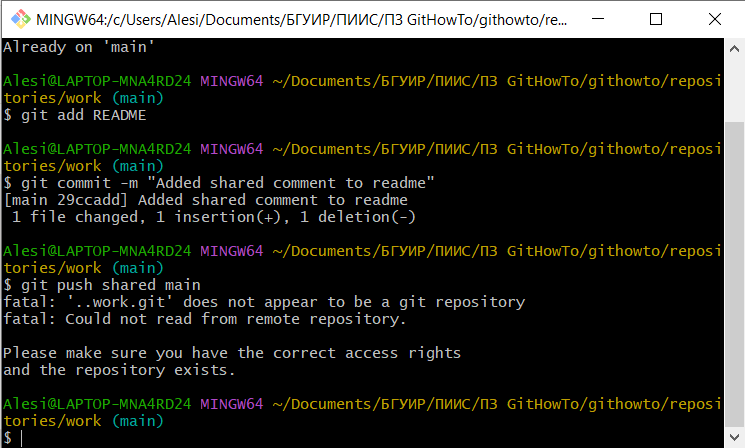 MINGW64:/c/Users/Alesi/Documents/БГУИР/ПИИС/ПЗ GitHowTo/githowto/re...
Already on 'main'
Alesi@LAPTOP-MNA4RD24 MINGW64 ~/Documents/БГУИР/ПИИС/ПЗ GitHowTo/githowto/reposi
tories/work (main)
$ git add README
Alesi@LAPTOP-MNA4RD24 MINGW64 ~/Documents/БГУИР/ПИИС/ПЗ GitHowTo/githowto/reposi
tories/work (main)
$ git commit -m "Added shared comment to readme"
[main 29ccadd] Added shared comment to readme
 1 file changed, 1 insertion(+), 1 deletion(-)
Alesi@LAPTOP-MNA4RD24 MINGW64 ~/Documents/БГУИР/ПИИС/ПЗ GitHowTo/githowto/reposi
tories/work (main)
$ git push shared main
fatal: '..work.git' does not appear to be a git repository
fatal: Could not read from remote repository.
Please make sure you have the correct access rights
and the repository exists.
Alesi@LAPTOP-MNA4RD24 MINGW64 ~/Documents/БГУИР/ПИИС/ПЗ GitHowTo/githowto/reposi
tories/work (main)
$